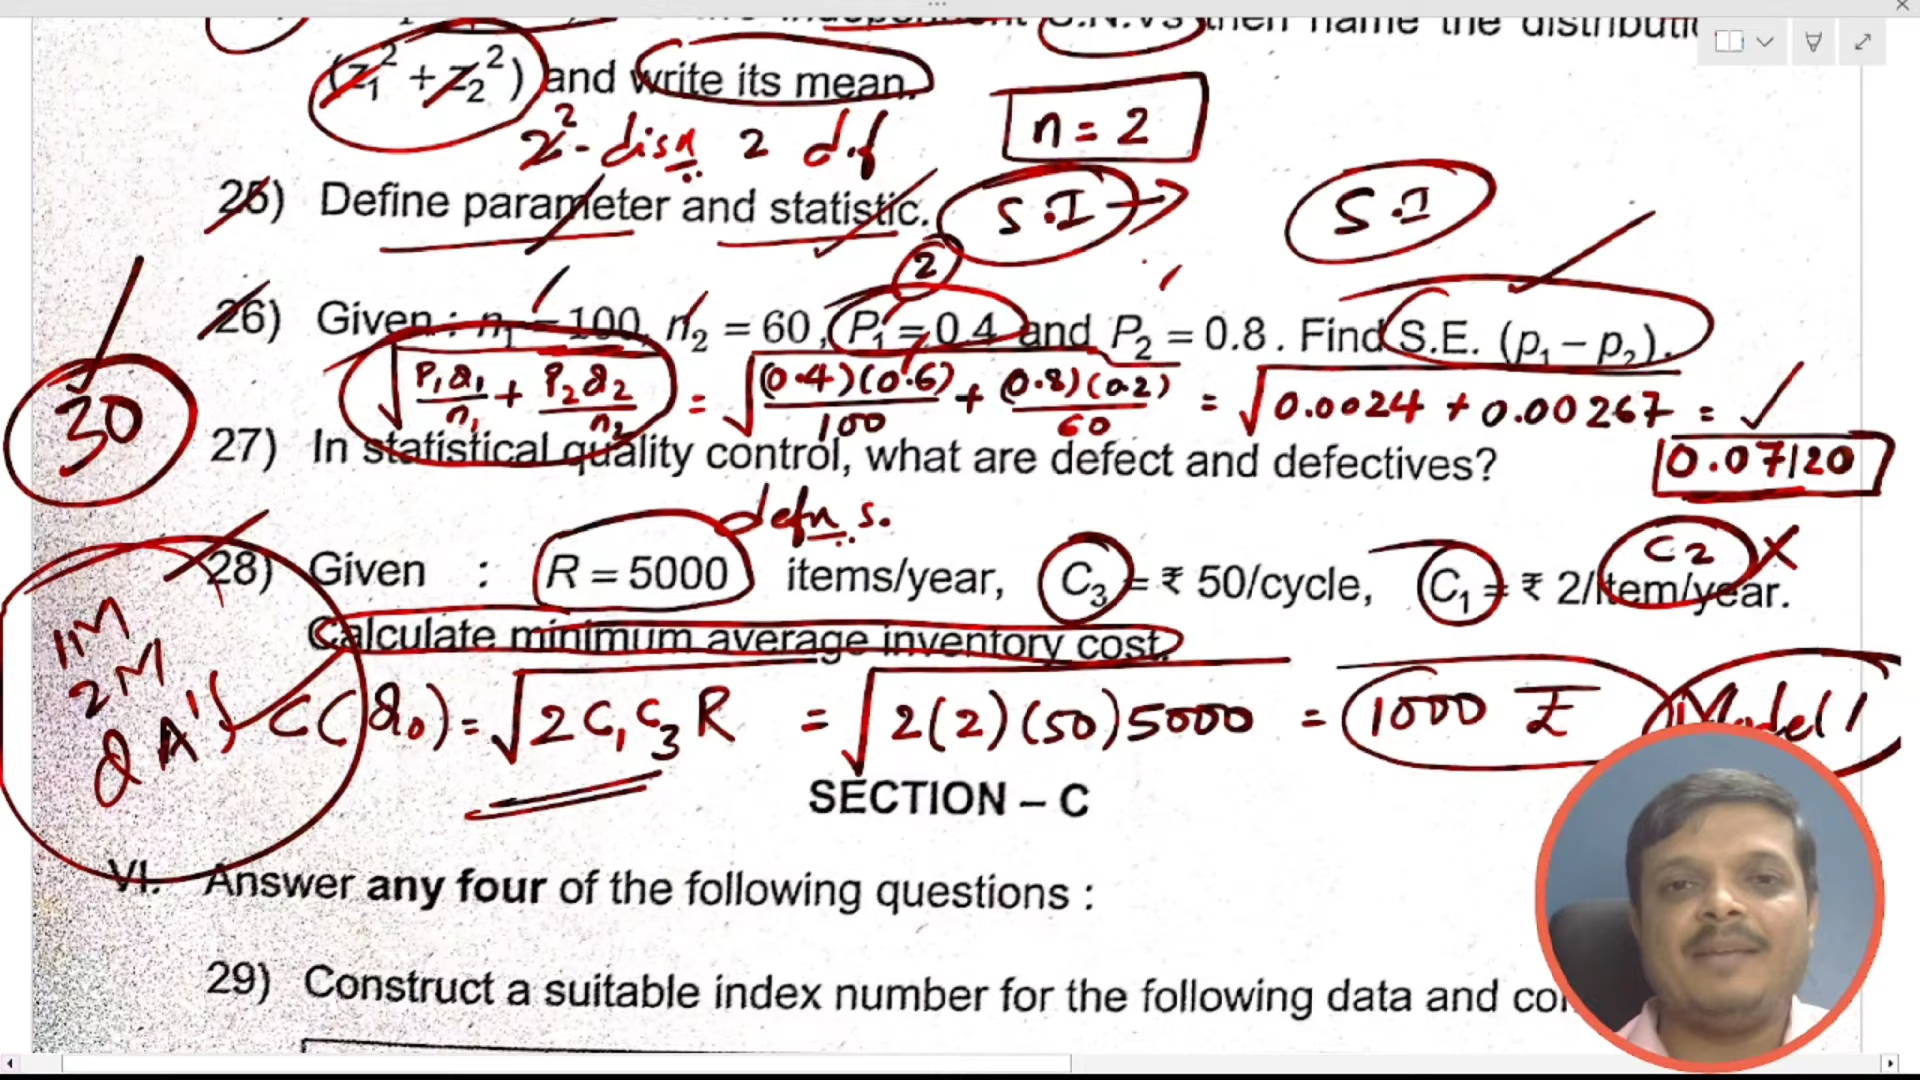 then name the
(z₁² + z₂²) and write its mean.
χ² - disn 2 d.f n = 2
25) Define parameter and statistic. S.I → S.I
2
26) Given : n₁ = 100, n₂ = 60, P₁ = 0.4 and P₂ = 0.8. Find S.E. (p₁ – p₂).
√(P₁Q₁/n₁ + P₂Q₂/n₂) = √((0.4)(0.6)/100 + (0.8)(0.2)/60) = √(0.0024 + 0.00267) =
30
27) In statistical quality control, what are defect and defectives? 0.07120
defn s.
C2 ×
28) Given : R = 5000 items/year, C₃ = ₹ 50/cycle, C₁ = ₹ 2/item/year.
Calculate minimum average inventory cost.
1M
2M
QA's
C(Q₀) = √2C₁C₃R = √2(2)(50)5000 = 1000 ₹ Model 1
SECTION – C
VI. Answer any four of the following questions :
29) Construct a suitable index number for the following data and